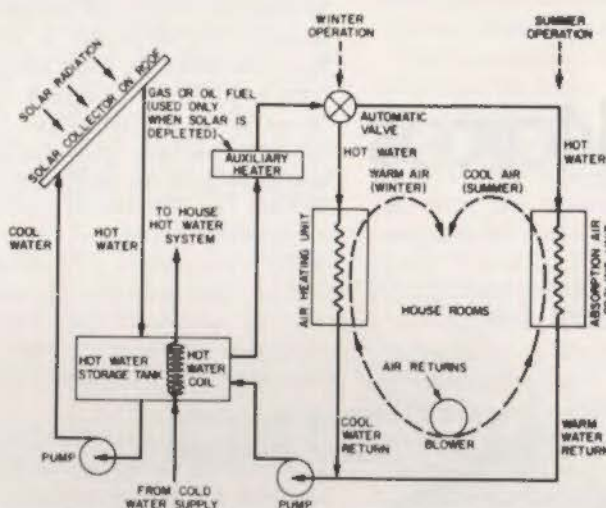 WINTER
OPERATION
SUMMER
OPERATION
SOLAR RADIATION
SOLAR COLLECTOR ON ROOF
GAS OR OIL FUEL
(USED ONLY
WHEN SOLAR IS
DEPLETED)
AUXILIARY
HEATER
AUTOMATIC
VALVE
HOT WATER
HOT
WATER
WARM AIR
(WINTER)
COOL AIR
(SUMMER)
TO HOUSE
HOT WATER
SYSTEM
COOL
WATER
HOT
WATER
AIR HEATING UNIT
HOUSE ROOMS
ABSORPTION AIR
HOT WATER
STORAGE TANK
HOT
WATER
COIL
AIR RETURNS
BLOWER
COOL
WATER
RETURN
WARM
WATER
RETURN
PUMP
FROM COLD
WATER SUPPLY
PUMP